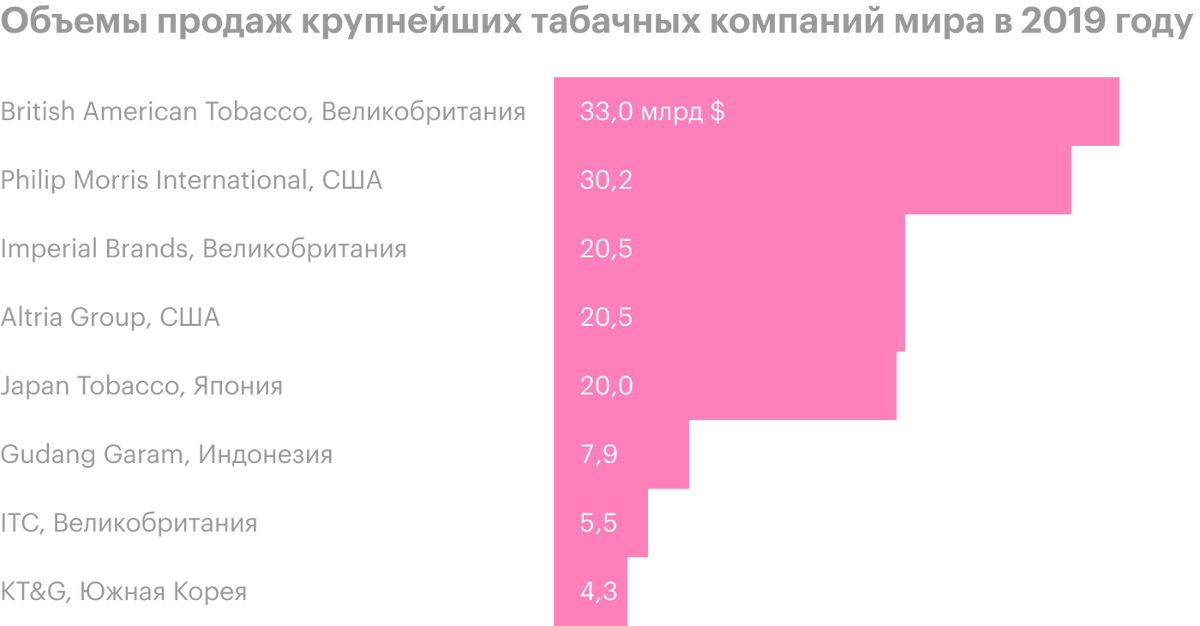 Объемы продаж крупнейших табачных компаний мира в 2019 году
British American Tobacco, Великобритания 33,0 млрд $
Philip Morris International, США 30,2
Imperial Brands, Великобритания 20,5
Altria Group, США 20,5
Japan Tobacco, Япония 20,0
Gudang Garam, Индонезия 7,9
ITC, Великобритания 5,5
KT&G, Южная Корея 4,3